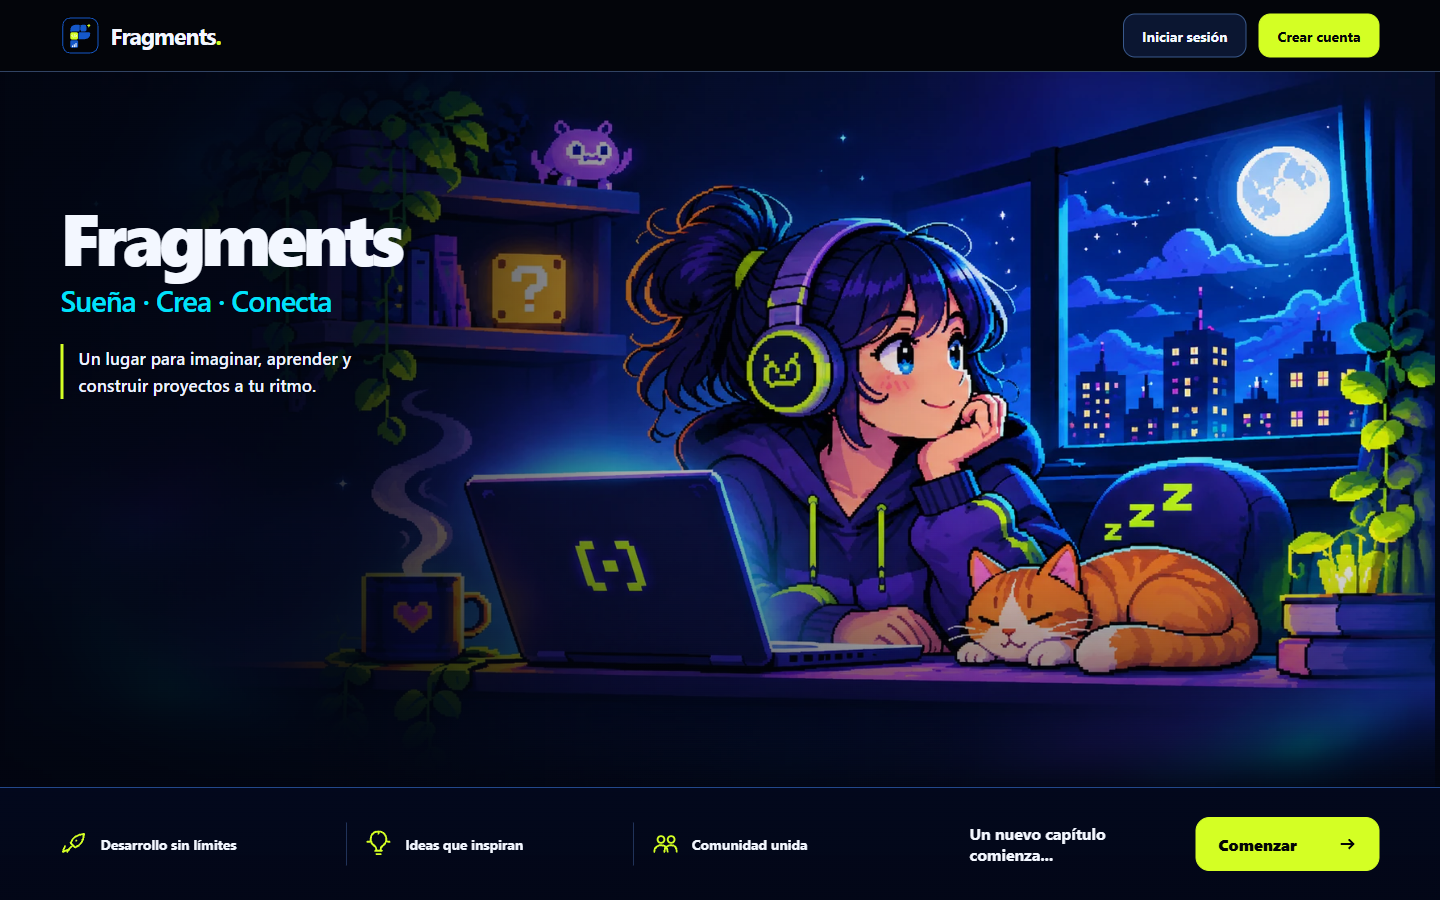 Fragments.
Iniciar sesión
Crear cuenta
Fragments
Sueña · Crea · Conecta
Un lugar para imaginar, aprender y
construir proyectos a tu ritmo.
?
[·]
z z z
Desarrollo sin límites
Ideas que inspiran
Comunidad unida
Un nuevo capítulo
comienza...
Comenzar →